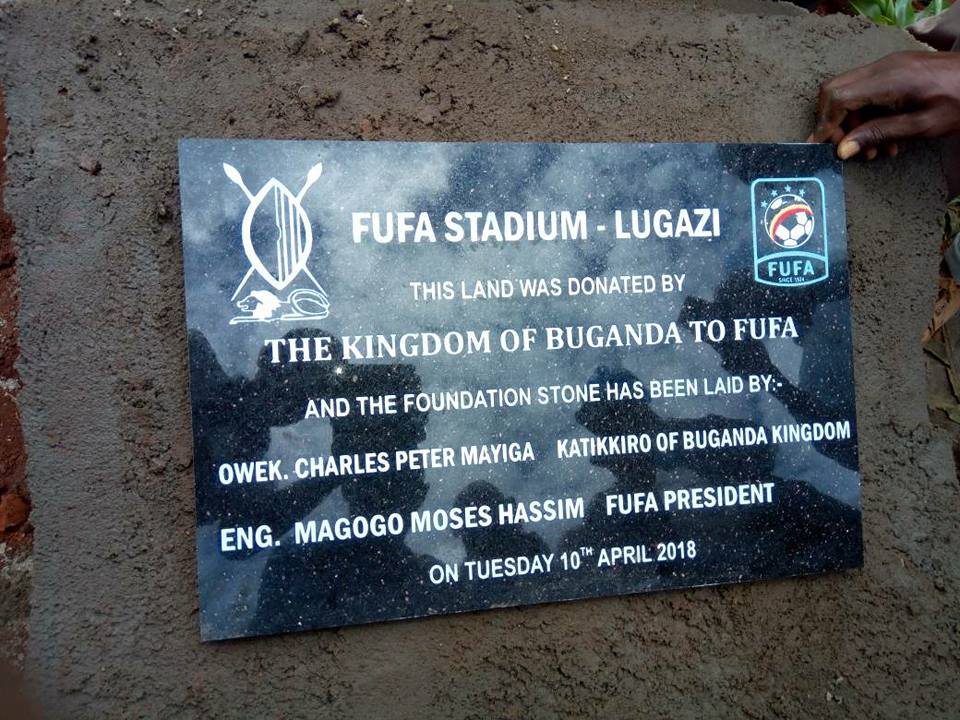 FUFA STADIUM - LUGAZI
FUFA
SINCE 1924
THIS LAND WAS DONATED BY
THE KINGDOM OF BUGANDA TO FUFA
AND THE FOUNDATION STONE HAS BEEN LAID BY:-
OWEK. CHARLES PETER MAYIGA KATIKKIRO OF BUGANDA KINGDOM
ENG. MAGOGO MOSES HASSIM FUFA PRESIDENT
ON TUESDAY 10TH APRIL 2018